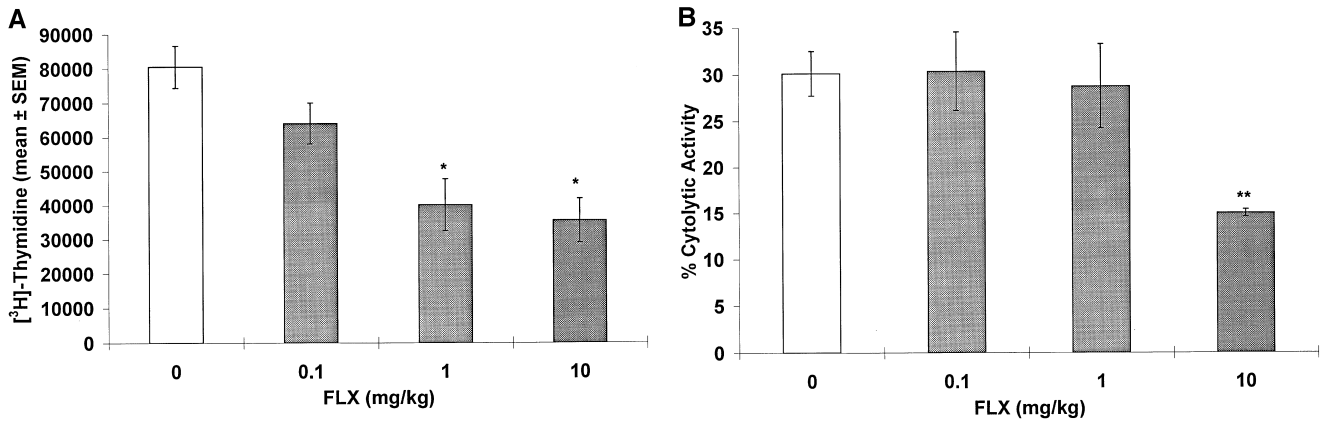 A
[³H]-Thymidine (mean ± SEM)
90000
80000
70000
60000
50000
40000
30000
20000
10000
0
*
*
0 0.1 1 10
FLX (mg/kg)
B
% Cytolytic Activity
35
30
25
20
15
10
5
0
**
0 0.1 1 10
FLX (mg/kg)